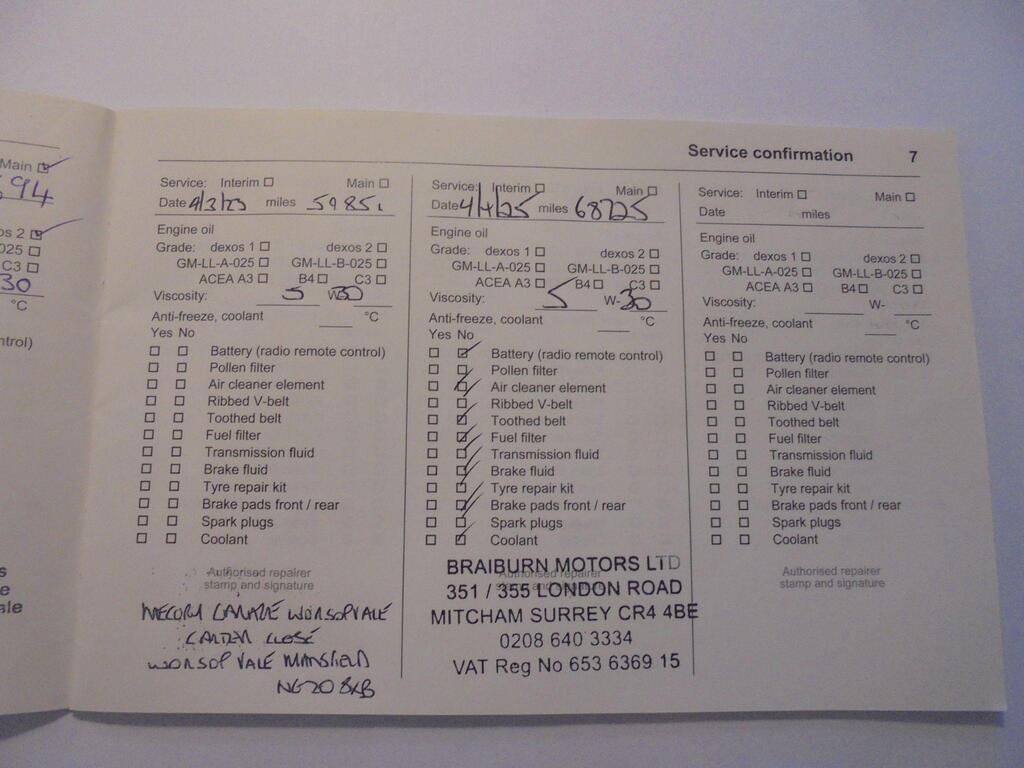 Service confirmation 7
Main
94
os 2
025
C3
30
°C
ntrol)
s
e
ale
Service: Interim Main
Date 4/3/23 miles 59851
Engine oil
Grade: dexos 1 dexos 2
GM-LL-A-025 GM-LL-B-025
ACEA A3 B4 C3
Viscosity: 5 W-30
Anti-freeze, coolant °C
Yes No
Battery (radio remote control)
Pollen filter
Air cleaner element
Ribbed V-belt
Toothed belt
Fuel filter
Transmission fluid
Brake fluid
Tyre repair kit
Brake pads front / rear
Spark plugs
Coolant
Authorised repairer
stamp and signature
GARAGE WORSOP VALE
CARTER CLOSE
WORSOP VALE MANSFIELD
NG20
Service: Interim Main
Date 4/4/25 miles 68725
Engine oil
Grade: dexos 1 dexos 2
GM-LL-A-025 GM-LL-B-025
ACEA A3 B4 C3
Viscosity: 5 W-30
Anti-freeze, coolant °C
Yes No
Battery (radio remote control)
Pollen filter
Air cleaner element
Ribbed V-belt
Toothed belt
Fuel filter
Transmission fluid
Brake fluid
Tyre repair kit
Brake pads front / rear
Spark plugs
Coolant
Authorised repairer
stamp and signature
BRAIBURN MOTORS LTD
351 / 355 LONDON ROAD
MITCHAM SURREY CR4 4BE
0208 640 3334
VAT Reg No 653 6369 15
Service: Interim Main
Date miles
Engine oil
Grade: dexos 1 dexos 2
GM-LL-A-025 GM-LL-B-025
ACEA A3 B4 C3
Viscosity: W-
Anti-freeze, coolant °C
Yes No
Battery (radio remote control)
Pollen filter
Air cleaner element
Ribbed V-belt
Toothed belt
Fuel filter
Transmission fluid
Brake fluid
Tyre repair kit
Brake pads front / rear
Spark plugs
Coolant
Authorised repairer
stamp and signature